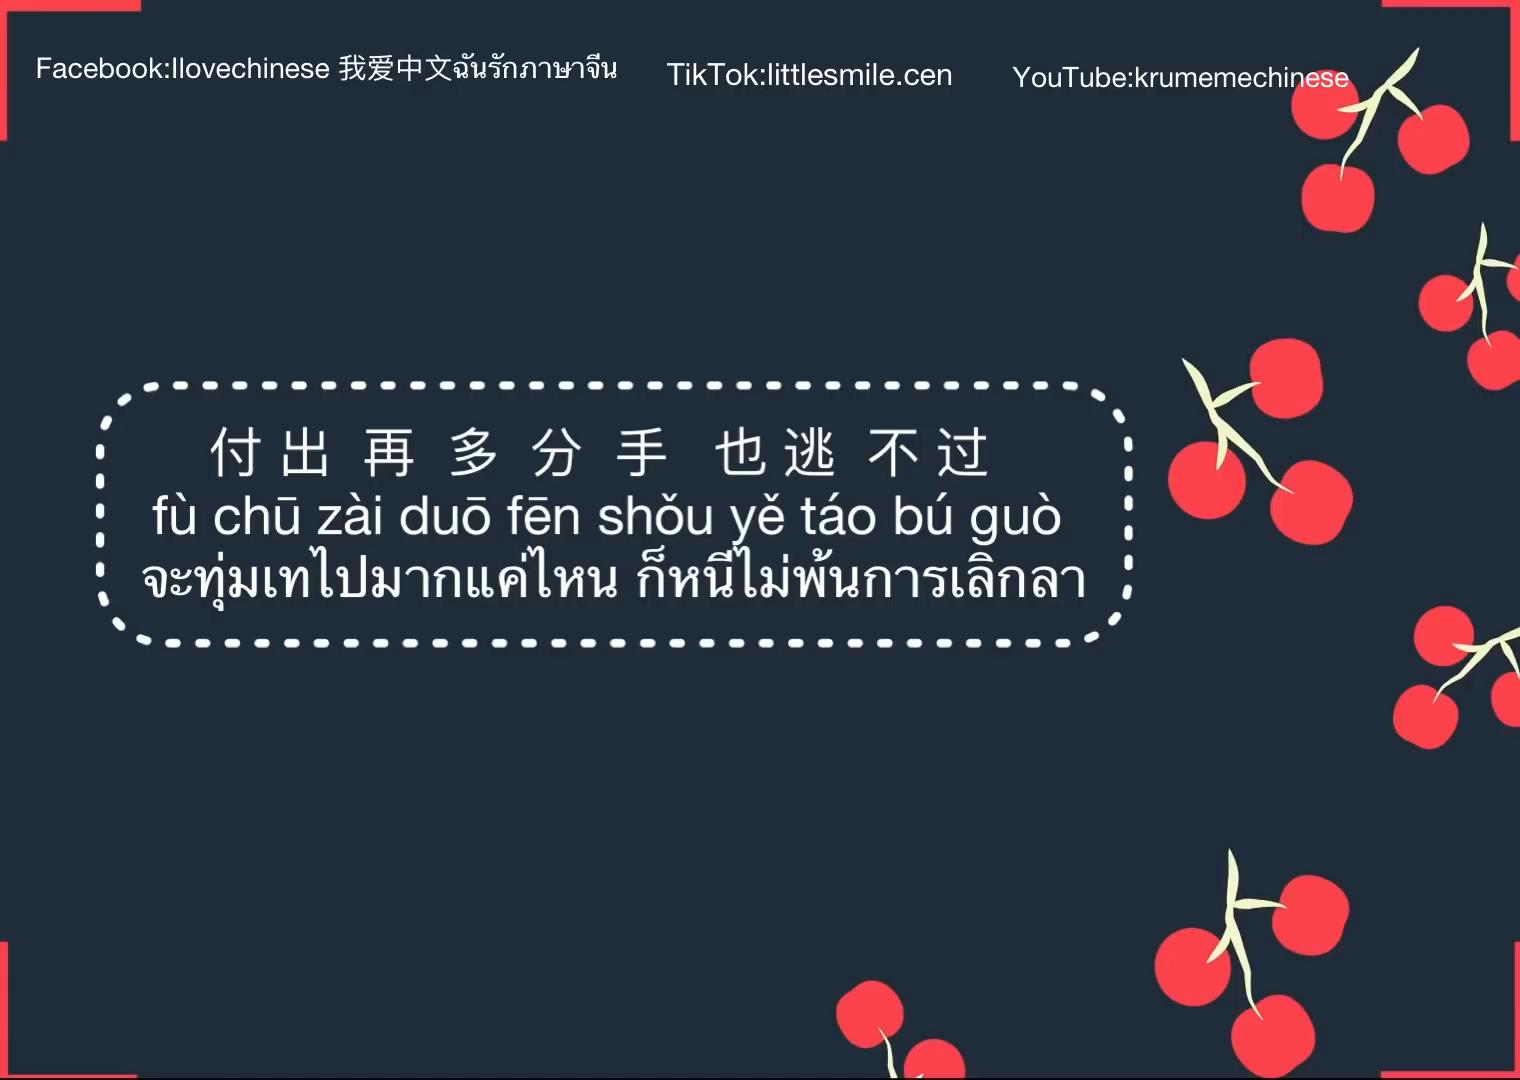 Facebook:Ilovechinese 我爱中文ฉันรักภาษาจีน
TikTok:littlesmile.cen
YouTube:krumemechinese
付 出 再 多 分 手 也 逃 不 过
fù chū zài duō fēn shǒu yě táo bú guò
จะทุ่มเทไปมากแค่ไหน ก็หนีไม่พ้นการเลิกลา